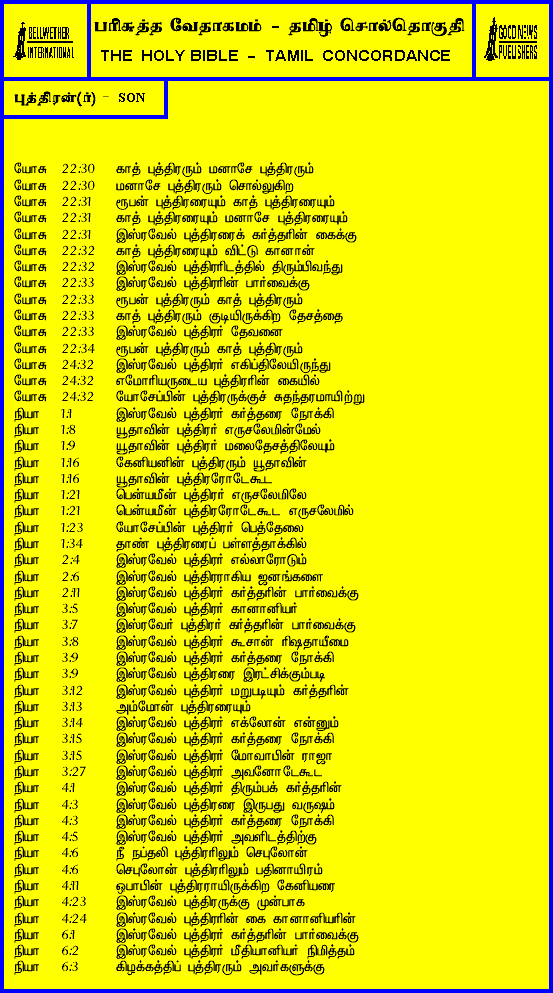 BELLWETHER
INTERNATIONAL
பரிசுத்த வேதாகமம் - தமிழ் சொல்தொகுதி
THE HOLY BIBLE - TAMIL CONCORDANCE
GOOD NEWS
PUBLISHERS
புத்திரன்(ர்) - SON
யோசு 22:30 காத் புத்திரரும் மனாசே புத்திரரும்
யோசு 22:30 மனாசே புத்திரரும் சொல்லுகிற
யோசு 22:31 ரூபன் புத்திரரையும் காத் புத்திரரையும்
யோசு 22:31 காத் புத்திரரையும் மனாசே புத்திரரையும்
யோசு 22:31 இஸ்ரவேல் புத்திரரைக் கர்த்தரின் கைக்கு
யோசு 22:32 காத் புத்திரரையும் விட்டு கானான்
யோசு 22:32 இஸ்ரவேல் புத்திரரிடத்தில் திரும்பிவந்து
யோசு 22:33 இஸ்ரவேல் புத்திரரின் பார்வைக்கு
யோசு 22:33 ரூபன் புத்திரரும் காத் புத்திரரும்
யோசு 22:33 காத் புத்திரரும் குடியிருக்கிற தேசத்தை
யோசு 22:33 இஸ்ரவேல் புத்திரர் தேவனை
யோசு 22:34 ரூபன் புத்திரரும் காத் புத்திரரும்
யோசு 24:32 இஸ்ரவேல் புத்திரர் எகிப்திலேயிருந்து
யோசு 24:32 எமோரியருடைய புத்திரரின் கையில்
யோசு 24:32 யோசேப்பின் புத்திரருக்குச் சுதந்தரமாயிற்று
நியா 1:1 இஸ்ரவேல் புத்திரர் கர்த்தரை நோக்கி
நியா 1:8 யூதாவின் புத்திரர் எருசலேமின்மேல்
நியா 1:9 யூதாவின் புத்திரர் மலைதேசத்திலேயும்
நியா 1:16 கேனியனின் புத்திரரும் யூதாவின்
நியா 1:16 யூதாவின் புத்திரரோடேகூட
நியா 1:21 பென்யமீன் புத்திரர் எருசலேமிலே
நியா 1:21 பென்யமீன் புத்திரரோடேகூட எருசலேமில்
நியா 1:23 யோசேப்பின் புத்திரர் பெத்தேலை
நியா 1:34 தாண் புத்திரரைப் பள்ளத்தாக்கில்
நியா 2:4 இஸ்ரவேல் புத்திரர் எல்லாரோடும்
நியா 2:6 இஸ்ரவேல் புத்திரராகிய ஜனங்களை
நியா 2:11 இஸ்ரவேல் புத்திரர் கர்த்தரின் பார்வைக்கு
நியா 3:5 இஸ்ரவேல் புத்திரர் கானானியர்
நியா 3:7 இஸ்ரவேர் புத்திரர் கர்த்தரின் பார்வைக்கு
நியா 3:8 இஸ்ரவேல் புத்திரர் கூசான் ரிஷதாயீமை
நியா 3:9 இஸ்ரவேல் புத்திரர் கர்த்தரை நோக்கி
நியா 3:9 இஸ்ரவேல் புத்திரரை இரட்சிக்கும்படி
நியா 3:12 இஸ்ரவேல் புத்திரர் மறுபடியும் கர்த்தரின்
நியா 3:13 அம்மோன் புத்திரரையும்
நியா 3:14 இஸ்ரவேல் புத்திரர் எக்லோன் என்னும்
நியா 3:15 இஸ்ரவேல் புத்திரர் கர்த்தரை நோக்கி
நியா 3:15 இஸ்ரவேல் புத்திரர் மோவாபின் ராஜா
நியா 3:27 இஸ்ரவேல் புத்திரர் அவனோடேகூட
நியா 4:1 இஸ்ரவேல் புத்திரர் திரும்பக் கர்த்தரின்
நியா 4:3 இஸ்ரவேல் புத்திரரை இருபது வருஷம்
நியா 4:3 இஸ்ரவேல் புத்திரர் கர்த்தரை நோக்கி
நியா 4:5 இஸ்ரவேல் புத்திரர் அவளிடத்திற்கு
நியா 4:6 நீ நப்தலி புத்திரரிலும் செபுலோன்
நியா 4:6 செபுலோன் புத்திரரிலும் பதினாயிரம்
நியா 4:11 ஒபாபின் புத்திரராயிருக்கிற கேனியரை
நியா 4:23 இஸ்ரவேல் புத்திரருக்கு முன்பாக
நியா 4:24 இஸ்ரவேல் புத்திரரின் கை கானானியரின்
நியா 6:1 இஸ்ரவேல் புத்திரர் கர்த்தரின் பார்வைக்கு
நியா 6:2 இஸ்ரவேல் புத்திரர் மீதியானியர் நிமித்தம்
நியா 6:3 கிழக்கத்திப் புத்திரரும் அவர்களுக்கு